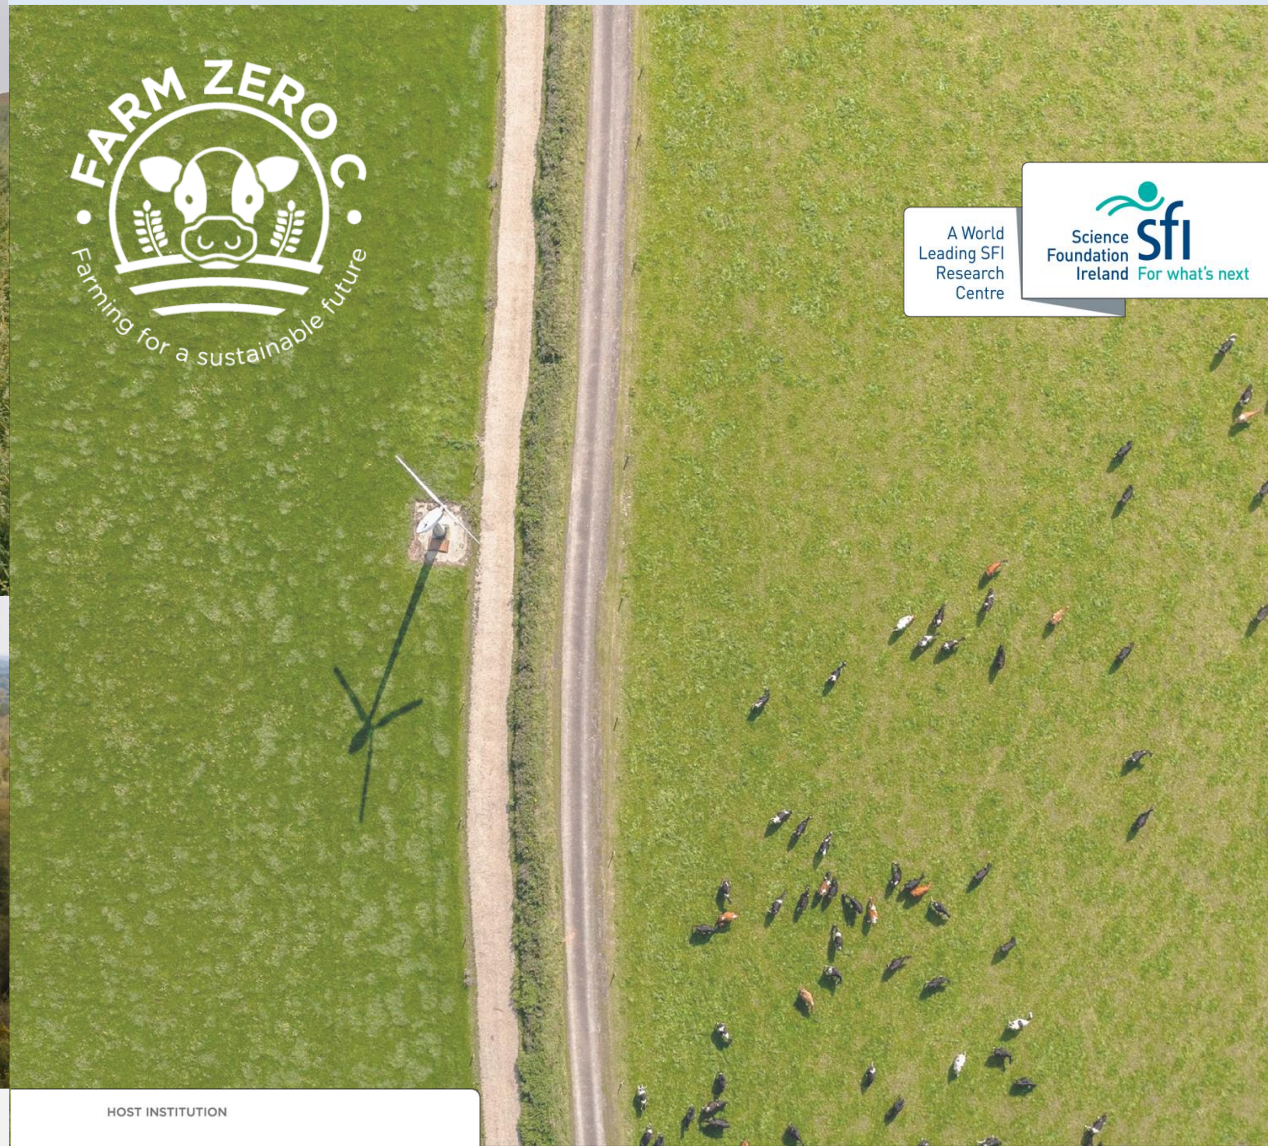 FARM ZERO C
Farming for a sustainable future
A World
Leading SFI
Research
Centre
Science
Foundation
Ireland
sfi
For what's next
HOST INSTITUTION